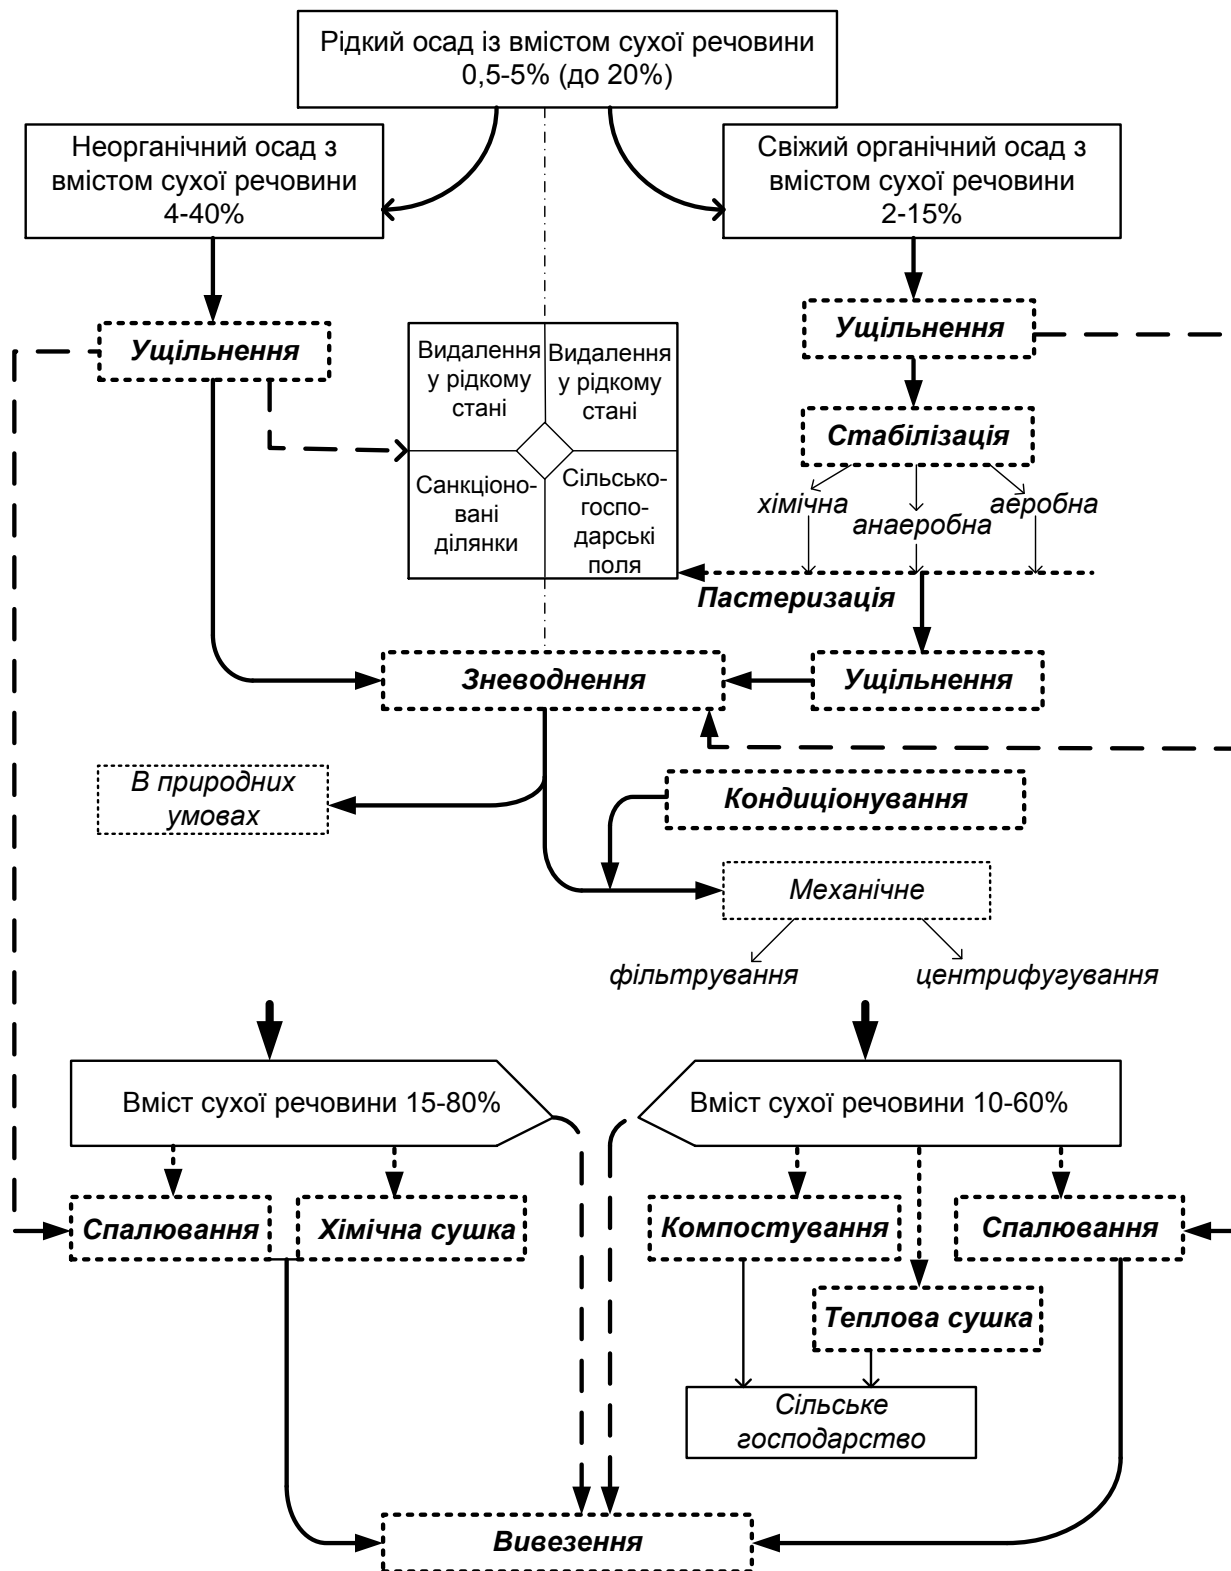 Рідкий осад із вмістом сухої речовини
0,5-5% (до 20%)
Неорганічний осад з
вмістом сухої речовини
4-40%
Свіжий органічний осад з
вмістом сухої речовини
2-15%
Ущільнення
Ущільнення
Видалення
у рідкому
стані
Видалення
у рідкому
стані
Санкціоно-
вані
ділянки
Сільсько-
госпо-
дарські
поля
Стабілізація
хімічна
анаеробна
аеробна
Пастеризація
Зневоднення
Ущільнення
В природних
умовах
Кондиціонування
Механічне
фільтрування
центрифугування
Вміст сухої речовини 15-80%
Вміст сухої речовини 10-60%
Спалювання
Хімічна сушка
Компостування
Спалювання
Теплова сушка
Сільське
господарство
Вивезення